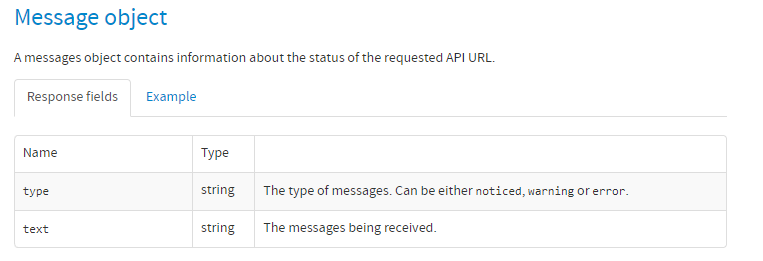 Message object
A messages object contains information about the status of the requested API URL.
Response fields Example
Name Type
type string The type of messages. Can be either noticed, warning or error.
text string The messages being received.